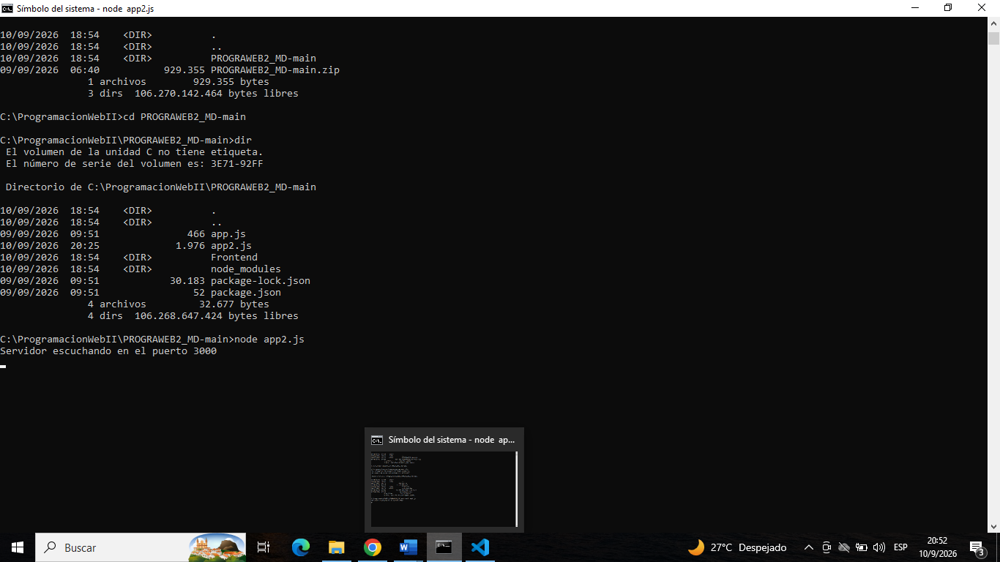 Símbolo del sistema - node  app2.js
10/09/2026  18:54    <DIR>          .
10/09/2026  18:54    <DIR>          ..
10/09/2026  18:54    <DIR>          PROGRAWEB2_MD-main
09/09/2026  06:40           929.355 PROGRAWEB2_MD-main.zip
               1 archivos        929.355 bytes
               3 dirs  106.270.142.464 bytes libres
C:\ProgramacionWebII>cd PROGRAWEB2_MD-main
C:\ProgramacionWebII\PROGRAWEB2_MD-main>dir
 El volumen de la unidad C no tiene etiqueta.
 El número de serie del volumen es: 3E71-92FF
 Directorio de C:\ProgramacionWebII\PROGRAWEB2_MD-main
10/09/2026  18:54    <DIR>          .
10/09/2026  18:54    <DIR>          ..
09/09/2026  09:51               466 app.js
10/09/2026  20:25             1.976 app2.js
10/09/2026  18:54    <DIR>          Frontend
10/09/2026  18:54    <DIR>          node_modules
09/09/2026  09:51            30.183 package-lock.json
09/09/2026  09:51                52 package.json
               4 archivos         32.677 bytes
               4 dirs  106.268.647.424 bytes libres
C:\ProgramacionWebII\PROGRAWEB2_MD-main>node app2.js
Servidor escuchando en el puerto 3000
Símbolo del sistema - node  ap...
Buscar
27°C  Despejado
ESP
20:52
10/9/2026
3